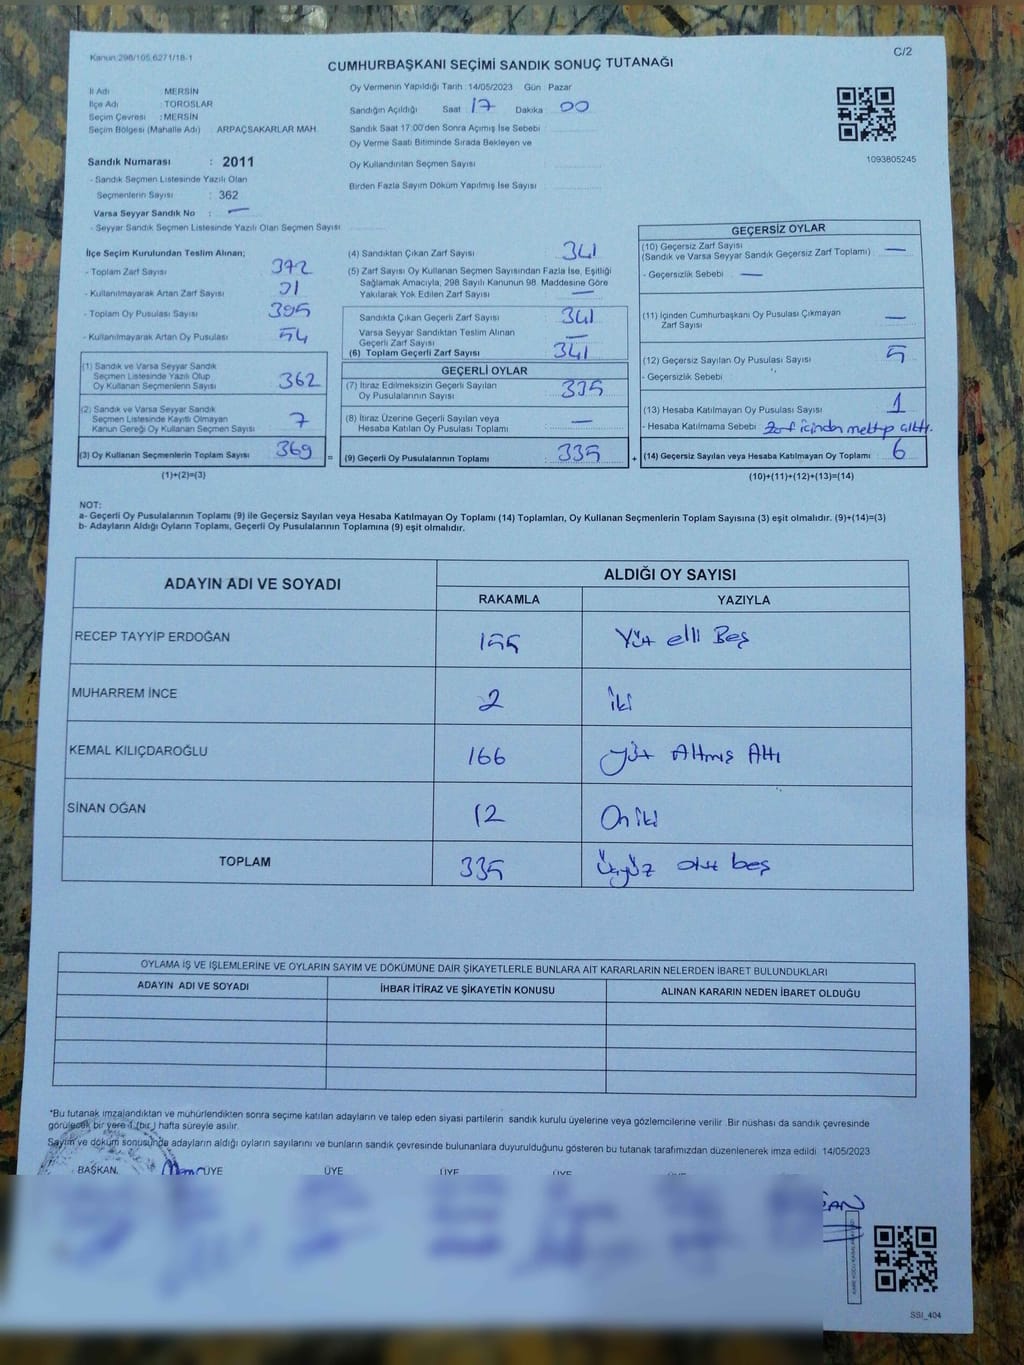 Kanun:298/105,6271/18-1
C/2
CUMHURBAŞKANI SEÇİMİ SANDIK SONUÇ TUTANAĞI
İl Adı : MERSİN
İlçe Adı : TOROSLAR
Seçim Çevresi : MERSİN
Seçim Bölgesi (Mahalle Adı) : ARPAÇSAKARLAR MAH.
Sandık Numarası : 2011
- Sandık Seçmen Listesinde Yazılı Olan
Seçmenlerin Sayısı : 362
Varsa Seyyar Sandık No : —
- Seyyar Sandık Seçmen Listesinde Yazılı Olan Seçmen Sayısı
Oy Vermenin Yapıldığı Tarih : 14/05/2023 Gün : Pazar
Sandığın Açıldığı Saat 17 Dakika 00
Sandık Saat 17:00'den Sonra Açılmış İse Sebebi
Oy Verme Saati Bitiminde Sırada Bekleyen ve
Oy Kullandırılan Seçmen Sayısı
Birden Fazla Sayım Döküm Yapılmış İse Sayısı
1093805245
İlçe Seçim Kurulundan Teslim Alınan;
- Toplam Zarf Sayısı 372
- Kullanılmayarak Artan Zarf Sayısı 31
- Toplam Oy Pusulası Sayısı 395
- Kullanılmayarak Artan Oy Pusulası 54
(1) Sandık ve Varsa Seyyar Sandık
Seçmen Listesinde Yazılı Olup
Oy Kullanan Seçmenlerin Sayısı 362
(2) Sandık ve Varsa Seyyar Sandık
Seçmen Listesinde Kayıtlı Olmayan
Kanun Gereği Oy Kullanan Seçmen Sayısı 7
(3) Oy Kullanan Seçmenlerin Toplam Sayısı 369
(1)+(2)=(3)
(4) Sandıktan Çıkan Zarf Sayısı 341
(5) Zarf Sayısı Oy Kullanan Seçmen Sayısından Fazla İse, Eşitliği
Sağlamak Amacıyla, 298 Sayılı Kanunun 98. Maddesine Göre
Yakılarak Yok Edilen Zarf Sayısı —
Sandıkta Çıkan Geçerli Zarf Sayısı 341
Varsa Seyyar Sandıktan Teslim Alınan
Geçerli Zarf Sayısı —
(6) Toplam Geçerli Zarf Sayısı 341
GEÇERLİ OYLAR
(7) İtiraz Edilmeksizin Geçerli Sayılan
Oy Pusulalarının Sayısı 335
(8) İtiraz Üzerine Geçerli Sayılan veya
Hesaba Katılan Oy Pusulası Toplamı —
= (9) Geçerli Oy Pusulalarının Toplamı 335
GEÇERSİZ OYLAR
(10) Geçersiz Zarf Sayısı —
(Sandık ve Varsa Seyyar Sandık Geçersiz Zarf Toplamı)
- Geçersizlik Sebebi —
(11) İçinden Cumhurbaşkanı Oy Pusulası Çıkmayan
Zarf Sayısı —
(12) Geçersiz Sayılan Oy Pusulası Sayısı 5
- Geçersizlik Sebebi
(13) Hesaba Katılmayan Oy Pusulası Sayısı 1
- Hesaba Katılmama Sebebi Zarf içinden mektup çıktı.
+ (14) Geçersiz Sayılan veya Hesaba Katılmayan Oy Toplamı 6
(10)+(11)+(12)+(13)=(14)
NOT:
a- Geçerli Oy Pusulalarının Toplamı (9) ile Geçersiz Sayılan veya Hesaba Katılmayan Oy Toplamı (14) Toplamları, Oy Kullanan Seçmenlerin Toplam Sayısına (3) eşit olmalıdır. (9)+(14)=(3)
b- Adayların Aldığı Oyların Toplamı, Geçerli Oy Pusulalarının Toplamına (9) eşit olmalıdır.
ADAYIN ADI VE SOYADI ALDIĞI OY SAYISI
RAKAMLA YAZIYLA
RECEP TAYYİP ERDOĞAN 155 Yüz elli Beş
MUHARREM İNCE 2 iki
KEMAL KILIÇDAROĞLU 166 yüz Altmış Altı
SİNAN OĞAN 12 On iki
TOPLAM 335 üçyüz otuz beş
OYLAMA İŞ VE İŞLEMLERİNE VE OYLARIN SAYIM VE DÖKÜMÜNE DAİR ŞİKAYETLERLE BUNLARA AİT KARARLARIN NELERDEN İBARET BULUNDUKLARI
ADAYIN ADI VE SOYADI İHBAR İTİRAZ VE ŞİKAYETİN KONUSU ALINAN KARARIN NEDEN İBARET OLDUĞU
*Bu tutanak imzalandıktan ve mühürlendikten sonra seçime katılan adayların ve talep eden siyasi partilerin sandık kurulu üyelerine veya gözlemcilerine verilir. Bir nüshası da sandık çevresinde
görülecek bir yere 1 (bir) hafta süreyle asılır.
Sayım ve döküm sonusunda adayların aldığı oyların sayılarını ve bunların sandık çevresinde bulunanlara duyurulduğunu gösteren bu tutanak tarafımızdan düzenlenerek imza edildi 14/05/2023
BAŞKAN ÜYE ÜYE ÜYE ÜYE
SSI_404